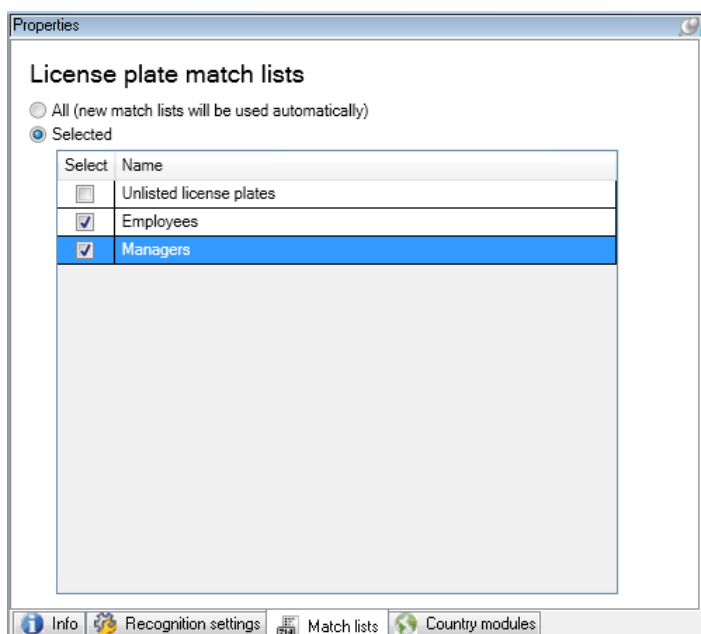 Properties
License plate match lists
All (new match lists will be used automatically)
Selected
Select Name
Unlisted license plates
Employees
Managers
Info Recognition settings Match lists Country modules